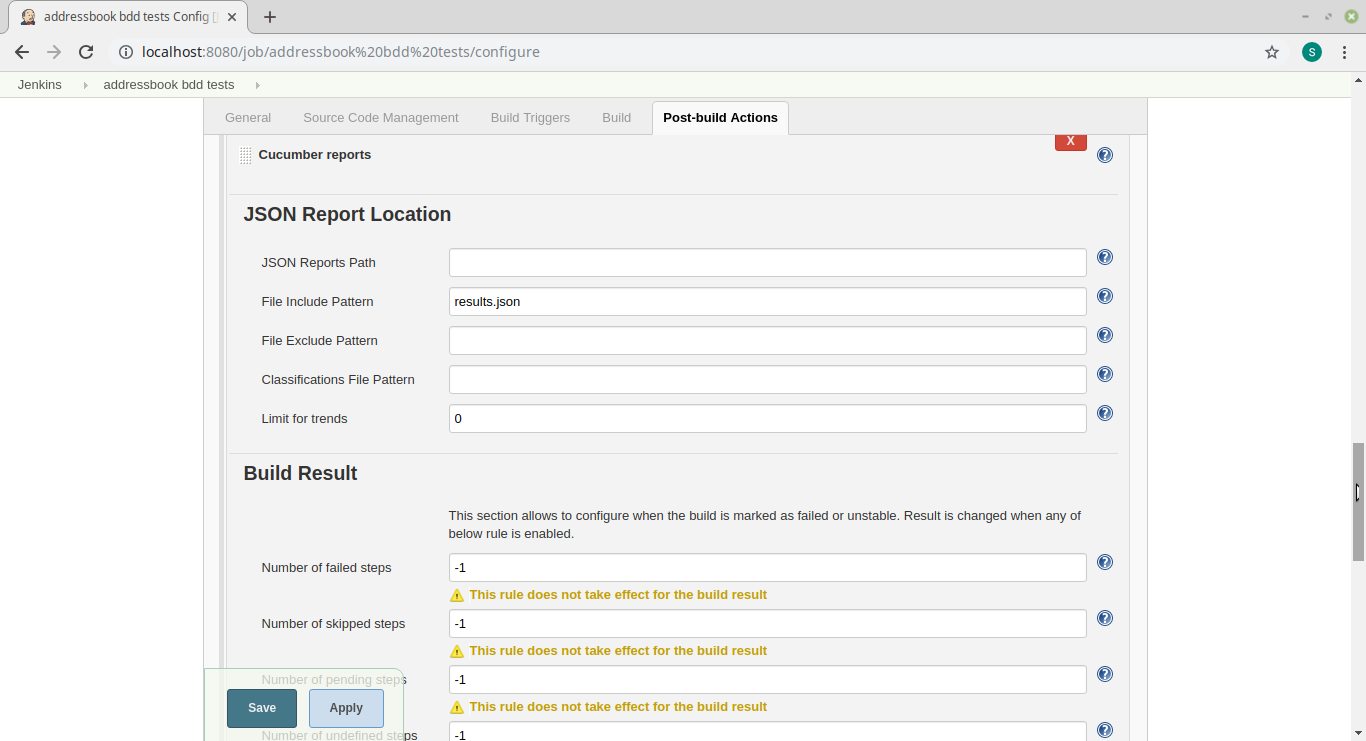 addressbook bdd tests Config [
localhost:8080/job/addressbook%20bdd%20tests/configure
S
Jenkins addressbook bdd tests
General Source Code Management Build Triggers Build Post-build Actions
Cucumber reports X
JSON Report Location
JSON Reports Path
File Include Pattern results.json
File Exclude Pattern
Classifications File Pattern
Limit for trends 0
Build Result
This section allows to configure when the build is marked as failed or unstable. Result is changed when any of
below rule is enabled.
Number of failed steps -1
This rule does not take effect for the build result
Number of skipped steps -1
This rule does not take effect for the build result
Number of pending steps -1
Save Apply
This rule does not take effect for the build result
Number of undefined steps -1